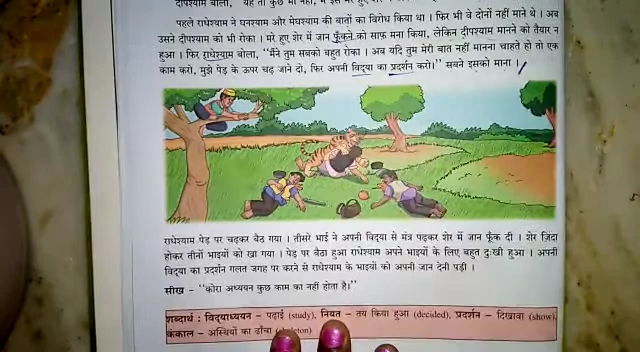 दीपश्याम बोला,
पहले राधेश्याम ने घनश्याम और मेघश्याम की बातों का विरोध किया था । फिर भी वे दोनों नहीं माने थे । अब
उसने दीपश्याम को भी रोका । मरे हुए शेर में जान फूँकने को साफ़ मना किया, लेकिन दीपश्याम मानने को तैयार न
हुआ । फिर राधेश्याम बोला, ‘‘मैंने तुम सबको बहुत रोका । अब यदि तुम मेरी बात नहीं मानना चाहते हो तो एक
काम करो, मुझे पेड़ के ऊपर चढ़ जाने दो, फिर अपनी विद्या का प्रदर्शन करो।’’ सबने इसको माना ।
राधेश्याम पेड़ पर चढ़कर बैठ गया । तीसरे भाई ने अपनी विद्या से मंत्र पढ़कर शेर में जान फूँक दी । शेर ज़िंदा
होकर तीनों भाइयों को खा गया । पेड़ पर बैठा हुआ राधेश्याम अपने भाइयों के लिए बहुत दुःखी हुआ । अपनी
विद्या का प्रदर्शन गलत जगह पर करने से राधेश्याम के भाइयों को अपनी जान देनी पड़ी ।
सीख – ‘‘कोरा अध्ययन कुछ काम का नहीं होता है।’’
शब्दार्थ : विद्याध्ययन – पढ़ाई (study), नियत – तय किया हुआ (decided), प्रदर्शन – दिखावा (show),
कंकाल – अस्थियों का ढाँचा